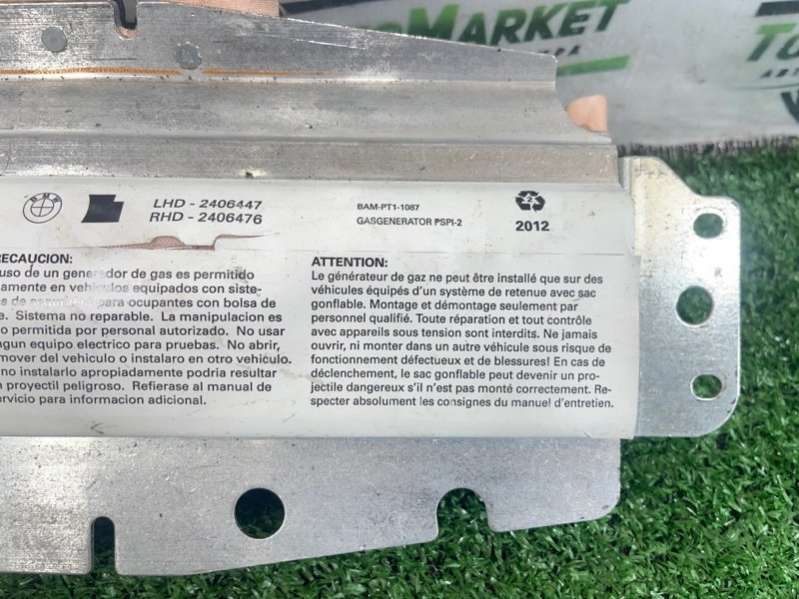 MARKET
BMW
LHD - 2406447
RHD - 2406476
BAM-PT1-1087
GASGENERATOR PSPI-2
2012
RECAUCION:
uso de un generador de gas es permitido
amente en vehiculos equipados con siste-
s de para ocupantes con bolsa de
e. Sistema no reparable. La manipulacion es
o permitida por personal autorizado. No usar
ngun equipo electrico para pruebas. No abrir,
mover del vehiculo o instalaro en otro vehiculo.
no instalarlo apropiadamente podria resultar
n proyectil peligroso. Refierase al manual de
ervicio para informacion adicional.
ATTENTION:
Le générateur de gaz ne peut être installé que sur des
véhicules équipés d'un système de retenue avec sac
gonflable. Montage et démontage seulement par
personnel qualifié. Toute réparation et tout contrôle
avec appareils sous tension sont interdits. Ne jamais
ouvrir, ni monter dans un autre véhicule sous risque de
fonctionnement défectueux et de blessures! En cas de
déclenchement, le sac gonflable peut devenir un pro-
jectile dangereux s'il n'est pas monté correctement. Re-
specter absolument les consignes du manuel d'entretien.